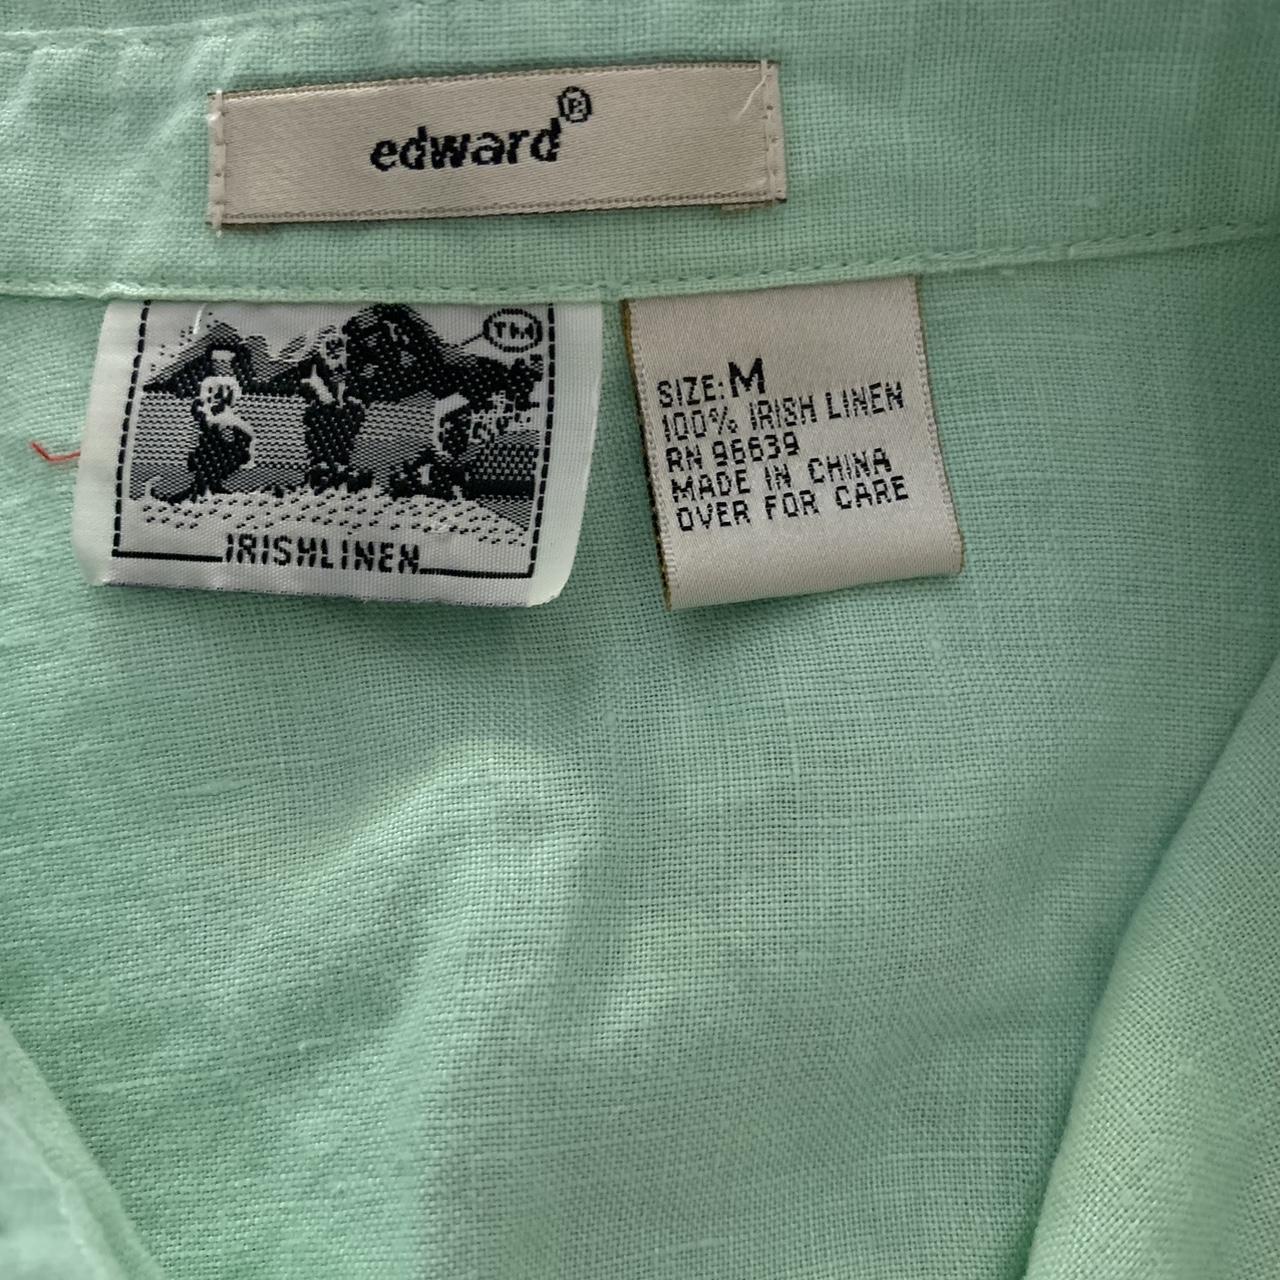 edward®
TM
IRISHLINEN
SIZE: M
100% IRISH LINEN
RN 96639
MADE IN CHINA
OVER FOR CARE